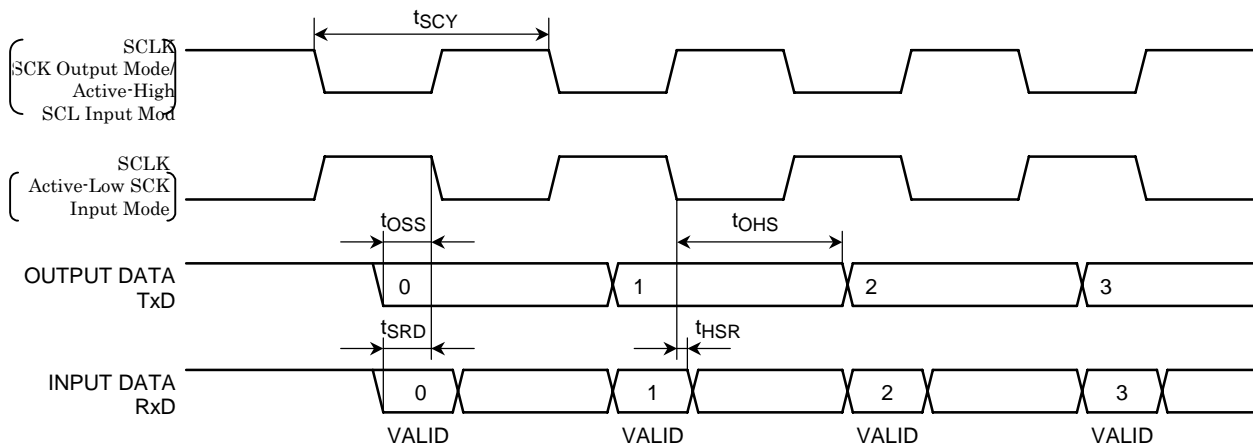 tSCY
SCLK
SCK Output Mode/
Active-High
SCL Input Mod
SCLK
Active-Low SCK
Input Mode
tOSS
tOHS
OUTPUT DATA
TxD
0
1
2
3
tSRD
tHSR
INPUT DATA
RxD
0
1
2
3
VALID
VALID
VALID
VALID